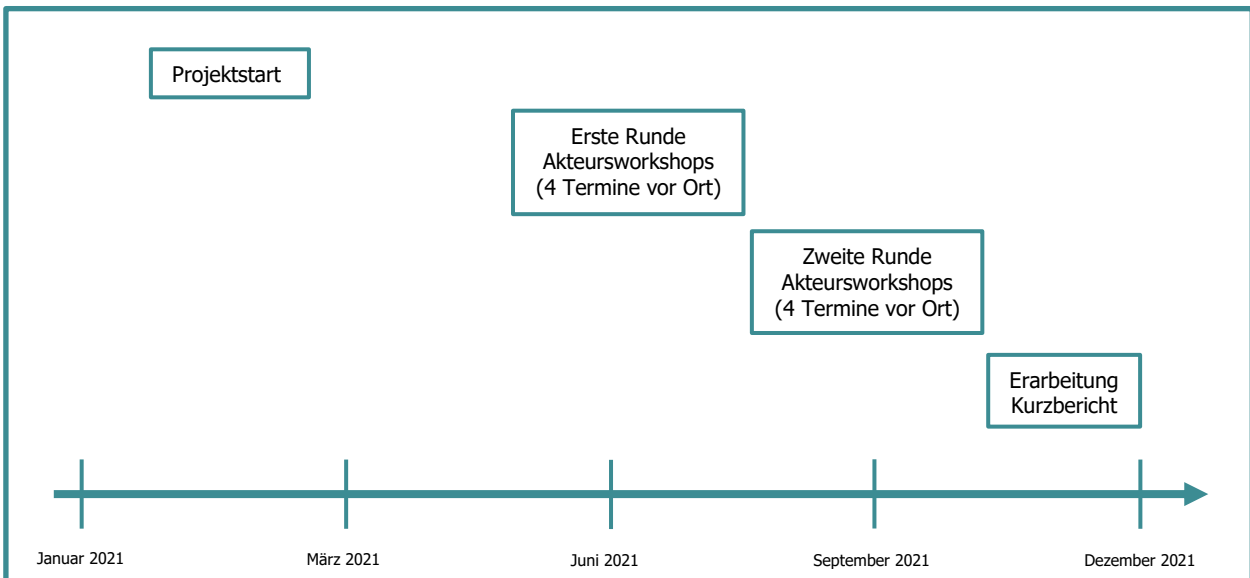 Projektstart
Erste Runde
Akteursworkshops
(4 Termine vor Ort)
Zweite Runde
Akteursworkshops
(4 Termine vor Ort)
Erarbeitung
Kurzbericht
Januar 2021
März 2021
Juni 2021
September 2021
Dezember 2021